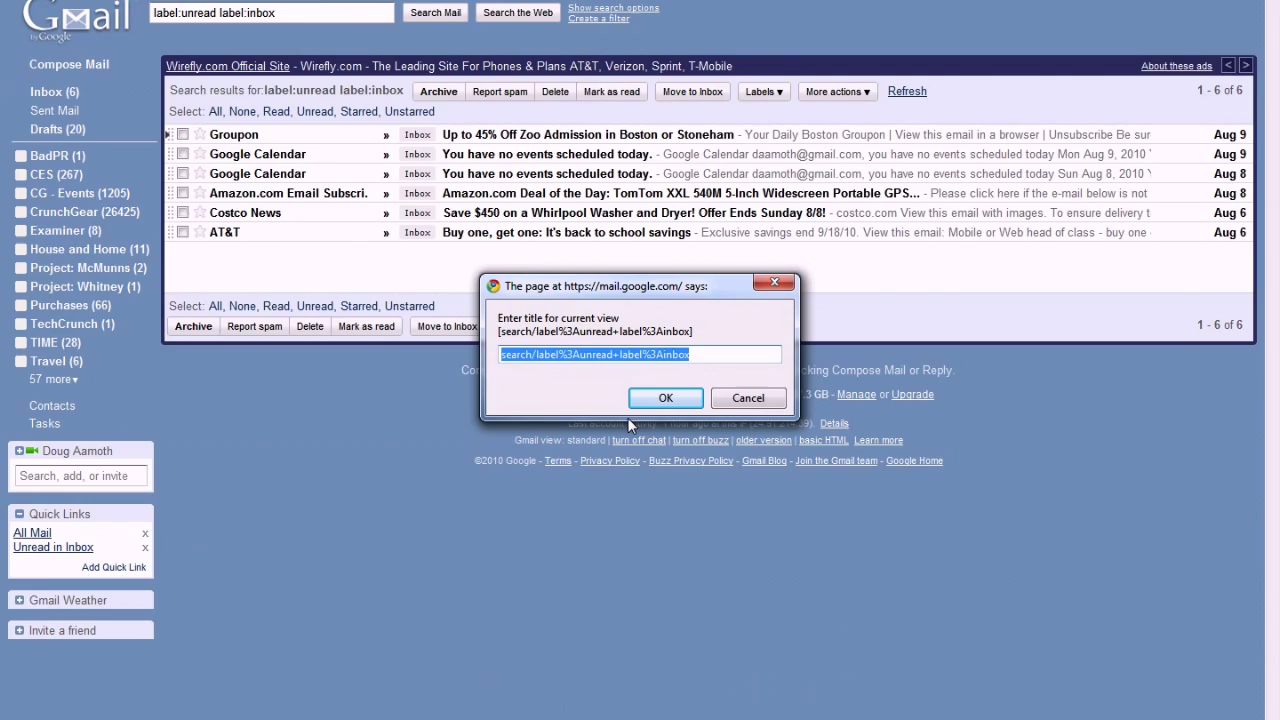 Gmail
by Google
label:unread label:inbox
Search Mail
Search the Web
Show search options
Create a filter
Compose Mail
Inbox (6)
Sent Mail
Drafts (20)
BadPR (1)
CES (267)
CG - Events (1205)
CrunchGear (26425)
Examiner (8)
House and Home (11)
Project: McMunns (2)
Project: Whitney (1)
Purchases (66)
TechCrunch (1)
TIME (28)
Travel (6)
57 more▾
Contacts
Tasks
Doug Aamoth
Search, add, or invite
Quick Links
All Mail x
Unread in Inbox x
Add Quick Link
Gmail Weather
Invite a friend
Wirefly.com Official Site - Wirefly.com - The Leading Site For Phones & Plans AT&T, Verizon, Sprint, T-Mobile
About these ads < >
Search results for:label:unread label:inbox
Archive Report spam Delete Mark as read Move to Inbox Labels ▾ More actions ▾ Refresh
1 - 6 of 6
Select: All, None, Read, Unread, Starred, Unstarred
Groupon » Inbox Up to 45% Off Zoo Admission in Boston or Stoneham - Your Daily Boston Groupon | View this email in a browser | Unsubscribe Be sur Aug 9
Google Calendar » Inbox You have no events scheduled today. - Google Calendar daamoth@gmail.com, you have no events scheduled today Mon Aug 9, 2010 Aug 9
Google Calendar » Inbox You have no events scheduled today. - Google Calendar daamoth@gmail.com, you have no events scheduled today Sun Aug 8, 2010 Aug 8
Amazon.com Email Subscri. » Inbox Amazon.com Deal of the Day: TomTom XXL 540M 5-Inch Widescreen Portable GPS... - Please click here if the e-mail below is not Aug 8
Costco News » Inbox Save $450 on a Whirlpool Washer and Dryer! Offer Ends Sunday 8/8! - costco.com View this email with images. To ensure delivery t Aug 6
AT&T » Inbox Buy one, get one: It's back to school savings - Exclusive savings end 9/18/10. View this email: Mobile or Web head of class - buy one Aug 6
Select: All, None, Read, Unread, Starred, Unstarred
Archive Report spam Delete Mark as read Move to Inbox
1 - 6 of 6
The page at https://mail.google.com/ says:
Enter title for current view
[search/label%3Aunread+label%3Ainbox]
search/label%3Aunread+label%3Ainbox
OK
Cancel
cking Compose Mail or Reply.
GB - Manage or Upgrade
Details
Gmail view: standard | turn off chat | turn off buzz | older version | basic HTML Learn more
©2010 Google - Terms - Privacy Policy - Buzz Privacy Policy - Gmail Blog - Join the Gmail team - Google Home